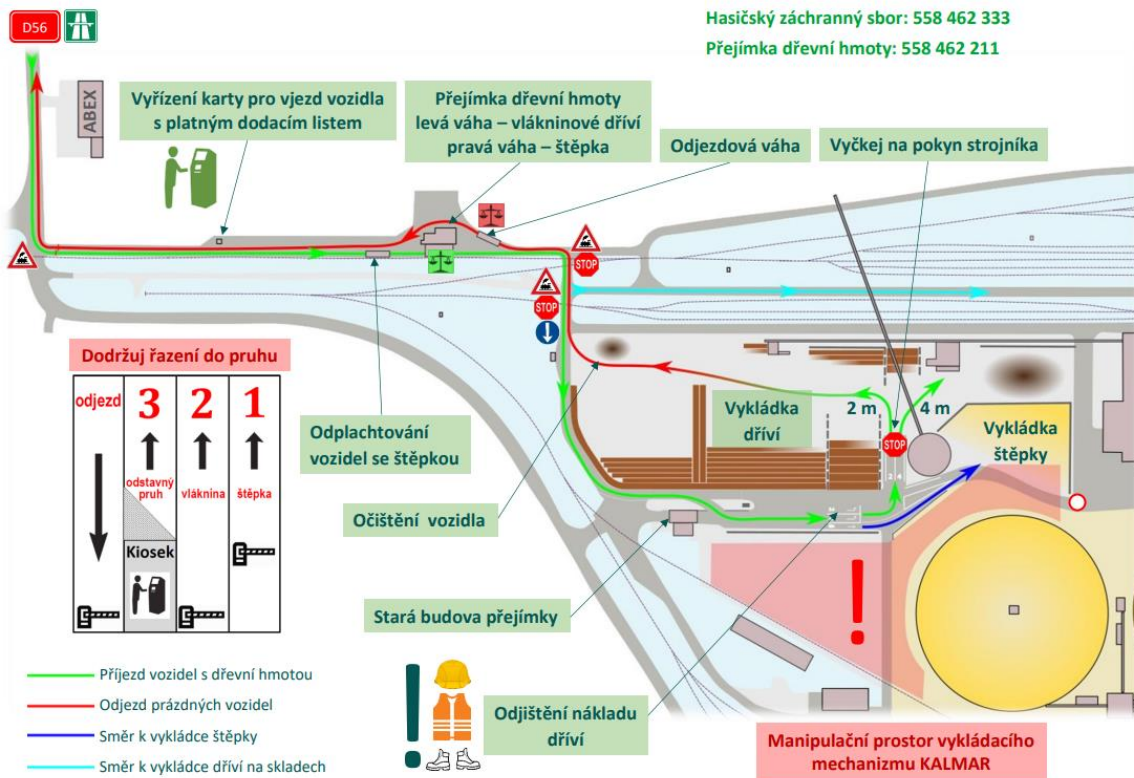 D56
Hasičský záchranný sbor: 558 462 333
Přejímka dřevní hmoty: 558 462 211
ABEX
Vyřízení karty pro vjezd vozidla
s platným dodacím listem
Přejímka dřevní hmoty
levá váha – vlákninové dříví
pravá váha – štěpka
Odjezdová váha
Vyčkej na pokyn strojníka
STOP
STOP
Dodržuj řazení do pruhu
odjezd
3
2
1
odstavný
pruh
vláknina
štěpka
Kiosek
Odplachtování
vozidel se štěpkou
Vykládka
dříví
2 m
4 m
STOP
2 4
Vykládka
štěpky
Očištění vozidla
Stará budova přejímky
!
Příjezd vozidel s dřevní hmotou
Odjezd prázdných vozidel
Směr k vykládce štěpky
Směr k vykládce dříví na skladech
!
Odjištění nákladu
dříví
Manipulační prostor vykládacího
mechanizmu KALMAR